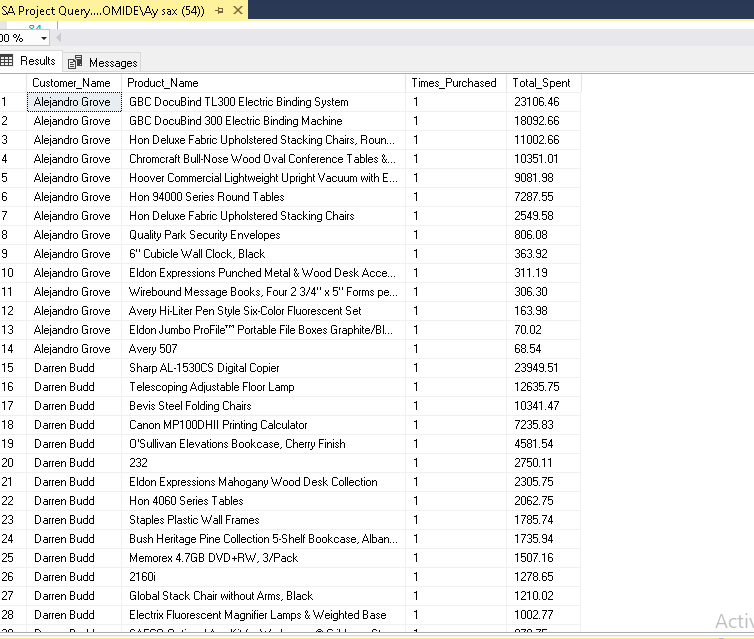 SA Project Query....OMIDE\Ay sax (54))
84
00 %
Results Messages
Customer_Name Product_Name Times_Purchased Total_Spent
1 Alejandro Grove GBC DocuBind TL300 Electric Binding System 1 23106.46
2 Alejandro Grove GBC DocuBind 300 Electric Binding Machine 1 18092.66
3 Alejandro Grove Hon Deluxe Fabric Upholstered Stacking Chairs, Roun... 1 11002.66
4 Alejandro Grove Chromcraft Bull-Nose Wood Oval Conference Tables &... 1 10351.01
5 Alejandro Grove Hoover Commercial Lightweight Upright Vacuum with E... 1 9081.98
6 Alejandro Grove Hon 94000 Series Round Tables 1 7287.55
7 Alejandro Grove Hon Deluxe Fabric Upholstered Stacking Chairs 1 2549.58
8 Alejandro Grove Quality Park Security Envelopes 1 806.08
9 Alejandro Grove 6" Cubicle Wall Clock, Black 1 363.92
10 Alejandro Grove Eldon Expressions Punched Metal & Wood Desk Acce... 1 311.19
11 Alejandro Grove Wirebound Message Books, Four 2 3/4" x 5" Forms pe... 1 306.30
12 Alejandro Grove Avery Hi-Liter Pen Style Six-Color Fluorescent Set 1 163.98
13 Alejandro Grove Eldon Jumbo ProFile™ Portable File Boxes Graphite/Bl... 1 70.02
14 Alejandro Grove Avery 507 1 68.54
15 Darren Budd Sharp AL-1530CS Digital Copier 1 23949.51
16 Darren Budd Telescoping Adjustable Floor Lamp 1 12635.75
17 Darren Budd Bevis Steel Folding Chairs 1 10341.47
18 Darren Budd Canon MP100DHII Printing Calculator 1 7235.83
19 Darren Budd O'Sullivan Elevations Bookcase, Cherry Finish 1 4581.54
20 Darren Budd 232 1 2750.11
21 Darren Budd Eldon Expressions Mahogany Wood Desk Collection 1 2305.75
22 Darren Budd Hon 4060 Series Tables 1 2062.75
23 Darren Budd Staples Plastic Wall Frames 1 1785.74
24 Darren Budd Bush Heritage Pine Collection 5-Shelf Bookcase, Alban... 1 1735.94
25 Darren Budd Memorex 4.7GB DVD+RW, 3/Pack 1 1507.16
26 Darren Budd 2160i 1 1278.65
27 Darren Budd Global Stack Chair without Arms, Black 1 1210.02
28 Darren Budd Electrix Fluorescent Magnifier Lamps & Weighted Base 1 1002.77
Activ